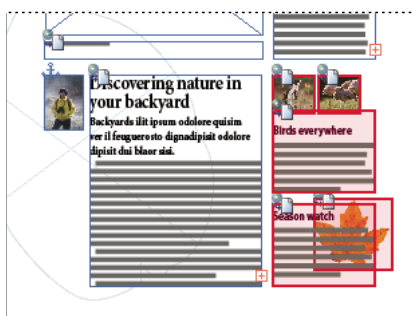 Discovering nature in
your backyard
Backyards ilit ipsum odolore quisim
ver il feuguerosto dignadipisit odolore
dipisit dui blaor sisi.
Birds everywhere
Season watch